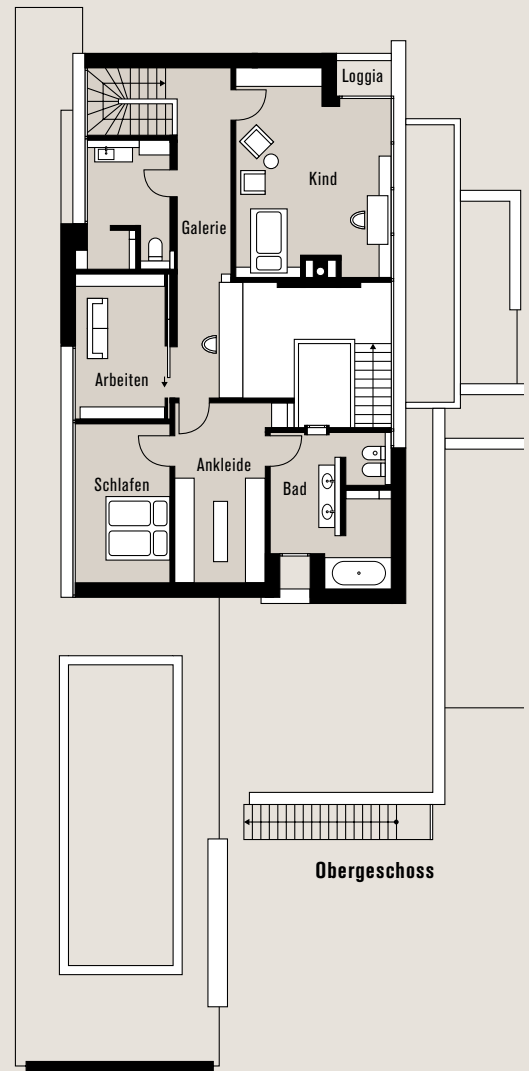 Loggia
Kind
Galerie
Arbeiten
Ankleide
Schlafen
Bad
Obergeschoss